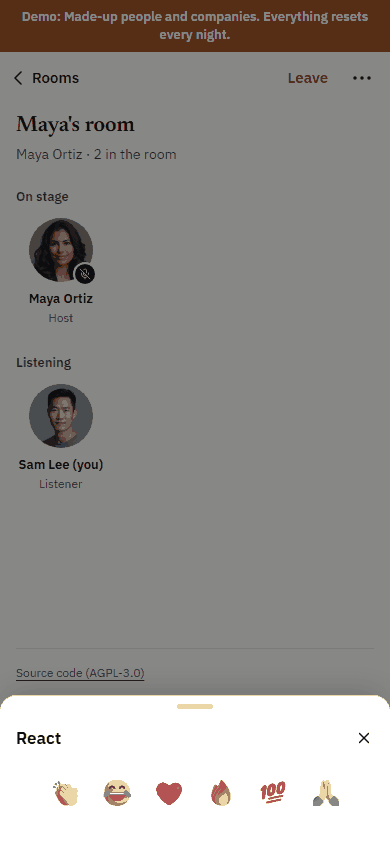 Demo: Made-up people and companies. Everything resets
every night.
Rooms
Leave
Maya's room
Maya Ortiz · 2 in the room
On stage
Maya Ortiz
Host
Listening
Sam Lee (you)
Listener
Source code (AGPL-3.0)
React
100